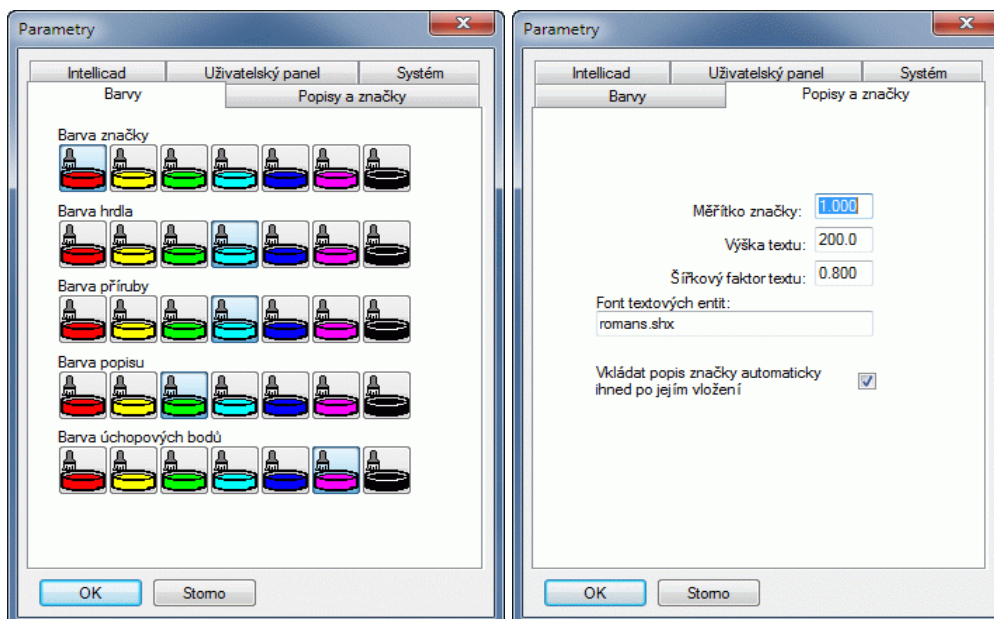 Parametry
Intellicad Uživatelský panel Systém
Barvy Popisy a značky
Barva značky
Barva hrdla
Barva příruby
Barva popisu
Barva úchopových bodů
OK Storno
Parametry
Intellicad Uživatelský panel Systém
Barvy Popisy a značky
Měřítko značky: 1.000
Výška textu: 200.0
Šířkový faktor textu: 0.800
Font textových entit:
romans.shx
Vkládat popis značky automaticky
ihned po jejím vložení
OK Storno